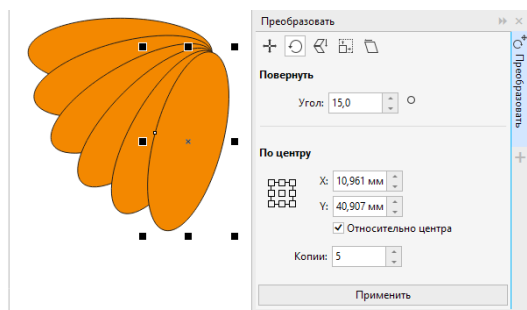 Преобразовать
Повернуть
Угол: 15,0
По центру
X: 10,961 мм
Y: 40,907 мм
Относительно центра
Копии: 5
Применить
Преобразовать